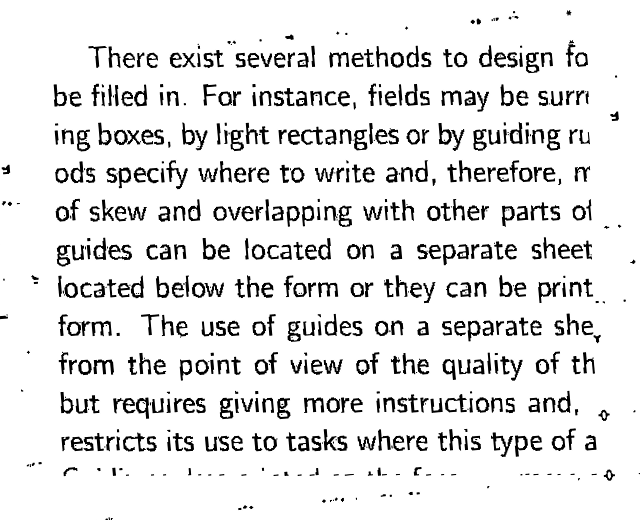 There exist several methods to design fo
be filled in. For instance, fields may be surr
ing boxes, by light rectangles or by guiding ru
ods specify where to write and, therefore, m
of skew and overlapping with other parts of
guides can be located on a separate sheet
located below the form or they can be print
form. The use of guides on a separate she
from the point of view of the quality of th
but requires giving more instructions and,
restricts its use to tasks where this type of a